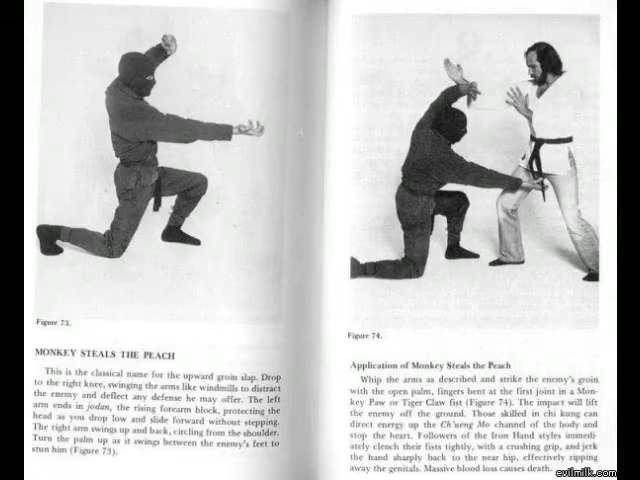 Figure 73.
MONKEY STEALS THE PEACH
This is the classical name for the upward groin slap. Drop
to the right knee, swinging the arms like windmills to distract
the enemy and deflect any defense he may offer. The left
arm ends in jodan, the rising forearm block, protecting the
head as you drop low and slide forward without stepping.
The right arm swings up and back, circling from the shoulder.
Turn the palm up as it swings between the enemy's feet to
stun him (Figure 73).
Figure 74.
Application of Monkey Steals the Peach
Whip the arms as described and strike the enemy's groin
with the open palm, fingers bent at the first joint in a Mon-
key Paw or Tiger Claw fist (Figure 74). The impact will lift
the enemy off the ground. Those skilled in chi kung can
direct energy up the Ch'ueng Mo channel of the body and
stop the heart. Followers of the Iron Hand styles immedi-
ately clench their fists tightly, with a crushing grip, and jerk
the hand sharply back to the near hip, effectively ripping
away the genitals. Massive blood loss causes death.
evilmilk.com